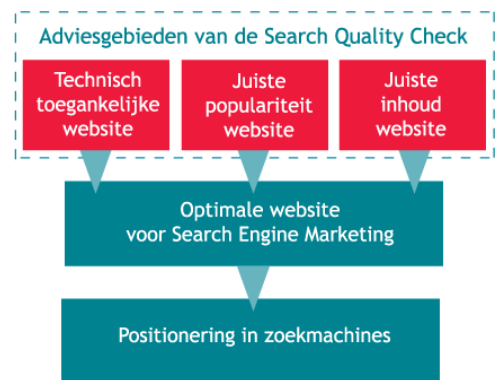 Adviesgebieden van de Search Quality Check
Technisch
toegankelijke
website
Juiste
populariteit
website
Juiste
inhoud
website
Optimale website
voor Search Engine Marketing
Positionering in zoekmachines